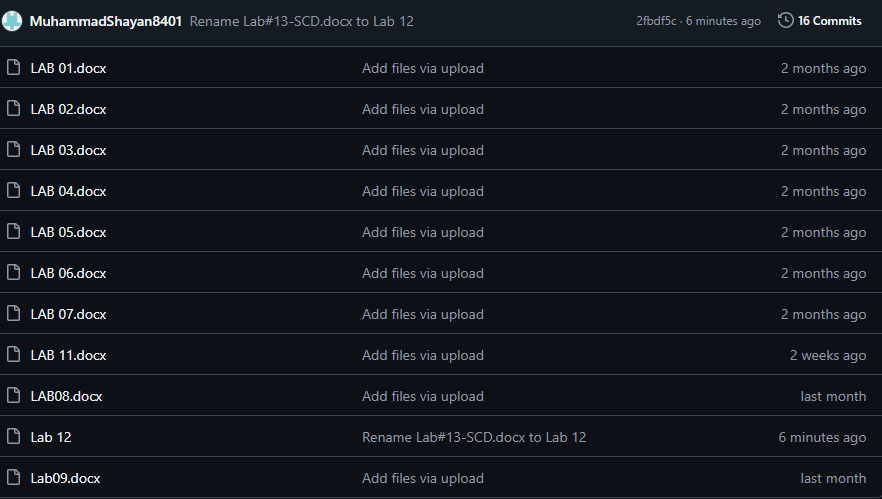 MuhammadShayan8401 Rename Lab#13-SCD.docx to Lab 12 2fbdf5c · 6 minutes ago 16 Commits
LAB 01.docx Add files via upload 2 months ago
LAB 02.docx Add files via upload 2 months ago
LAB 03.docx Add files via upload 2 months ago
LAB 04.docx Add files via upload 2 months ago
LAB 05.docx Add files via upload 2 months ago
LAB 06.docx Add files via upload 2 months ago
LAB 07.docx Add files via upload 2 months ago
LAB 11.docx Add files via upload 2 weeks ago
LAB08.docx Add files via upload last month
Lab 12 Rename Lab#13-SCD.docx to Lab 12 6 minutes ago
Lab09.docx Add files via upload last month